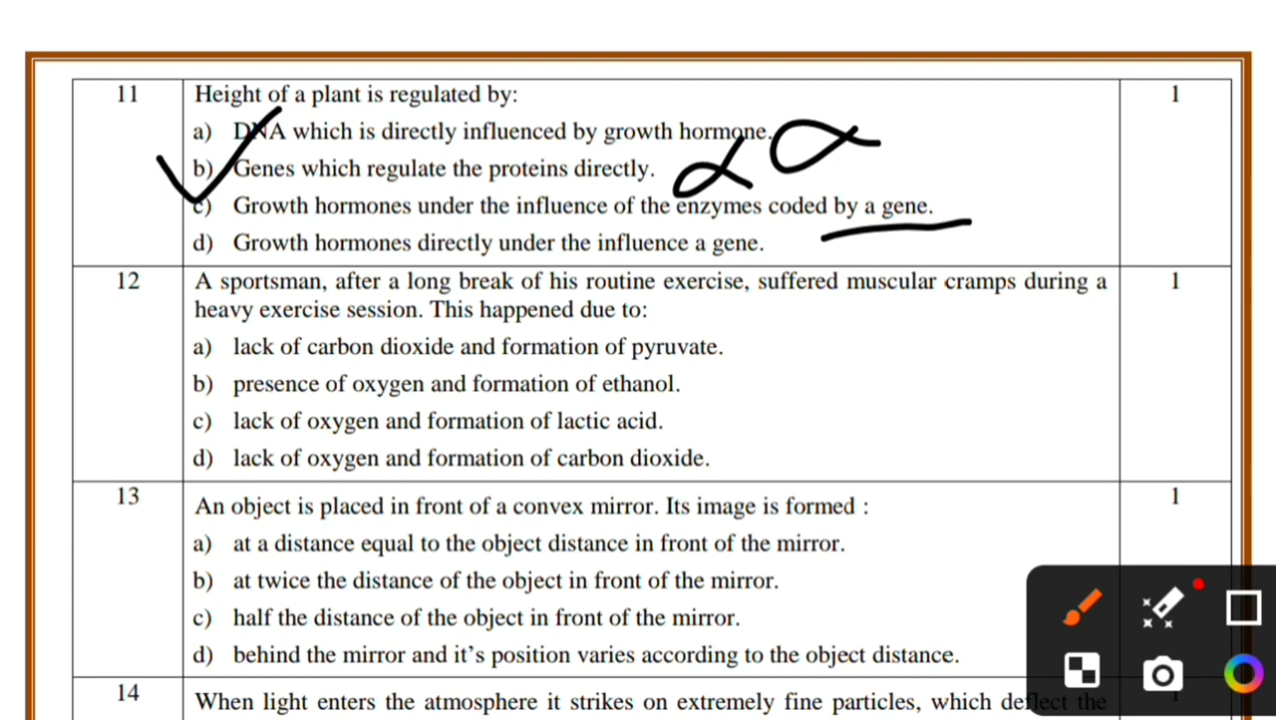 11
Height of a plant is regulated by:
1
a) DNA which is directly influenced by growth hormone.
b) Genes which regulate the proteins directly.
c) Growth hormones under the influence of the enzymes coded by a gene.
d) Growth hormones directly under the influence a gene.
12
A sportsman, after a long break of his routine exercise, suffered muscular cramps during a
1
heavy exercise session. This happened due to:
a) lack of carbon dioxide and formation of pyruvate.
b) presence of oxygen and formation of ethanol.
c) lack of oxygen and formation of lactic acid.
d) lack of oxygen and formation of carbon dioxide.
13
An object is placed in front of a convex mirror. Its image is formed :
1
a) at a distance equal to the object distance in front of the mirror.
b) at twice the distance of the object in front of the mirror.
c) half the distance of the object in front of the mirror.
d) behind the mirror and it's position varies according to the object distance.
14
When light enters the atmosphere it strikes on extremely fine particles, which deflect the
1